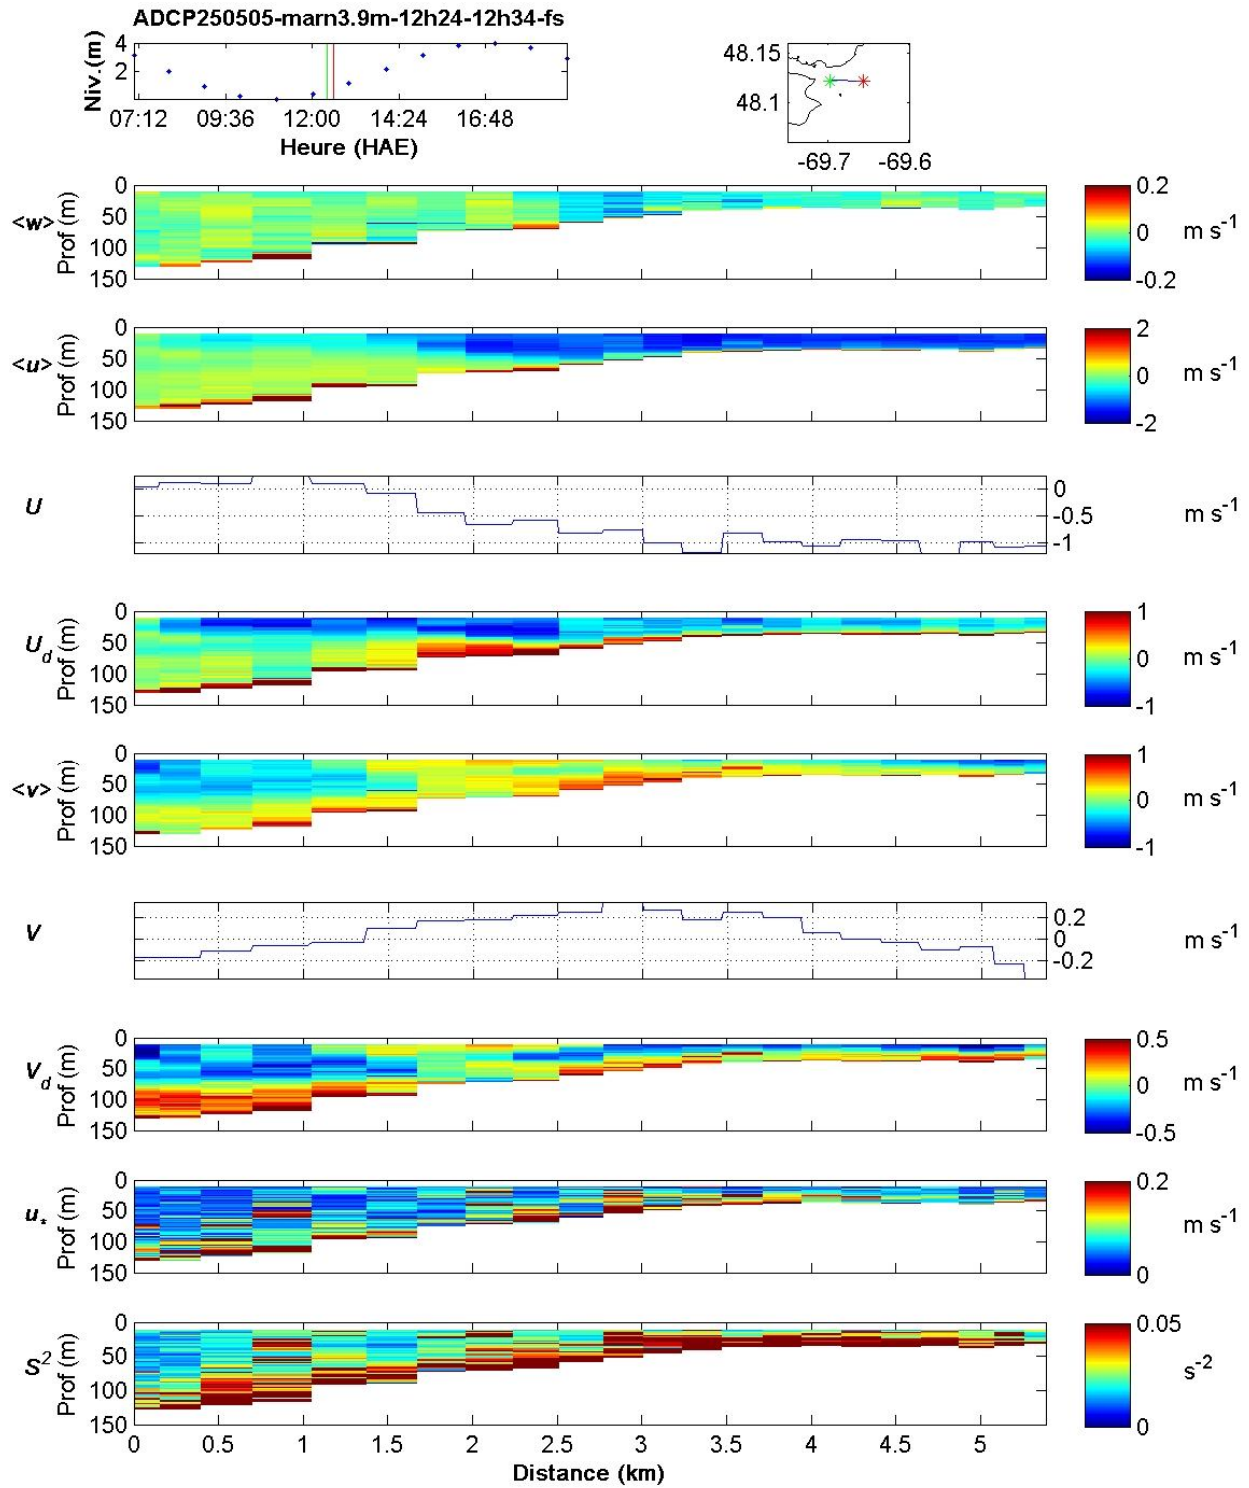 ADCP250505-marn3.9m-12h24-12h34-fs
Niv.(m)
4
2
07:12 09:36 12:00 14:24 16:48
Heure (HAE)
48.15
48.1
-69.7 -69.6
<w>
Prof (m)
0
50
100
150
0.2
0
-0.2
m s-1
<u>
Prof (m)
0
50
100
150
2
0
-2
m s-1
U
0
-0.5
-1
m s-1
Ud
Prof (m)
0
50
100
150
1
0
-1
m s-1
<v>
Prof (m)
0
50
100
150
1
0
-1
m s-1
V
0.2
0
-0.2
m s-1
Vd
Prof (m)
0
50
100
150
0.5
0
-0.5
m s-1
u*
Prof (m)
0
50
100
150
0.2
0
m s-1
S2
Prof (m)
0
50
100
150
0.05
0
s-2
0 0.5 1 1.5 2 2.5 3 3.5 4 4.5 5
Distance (km)